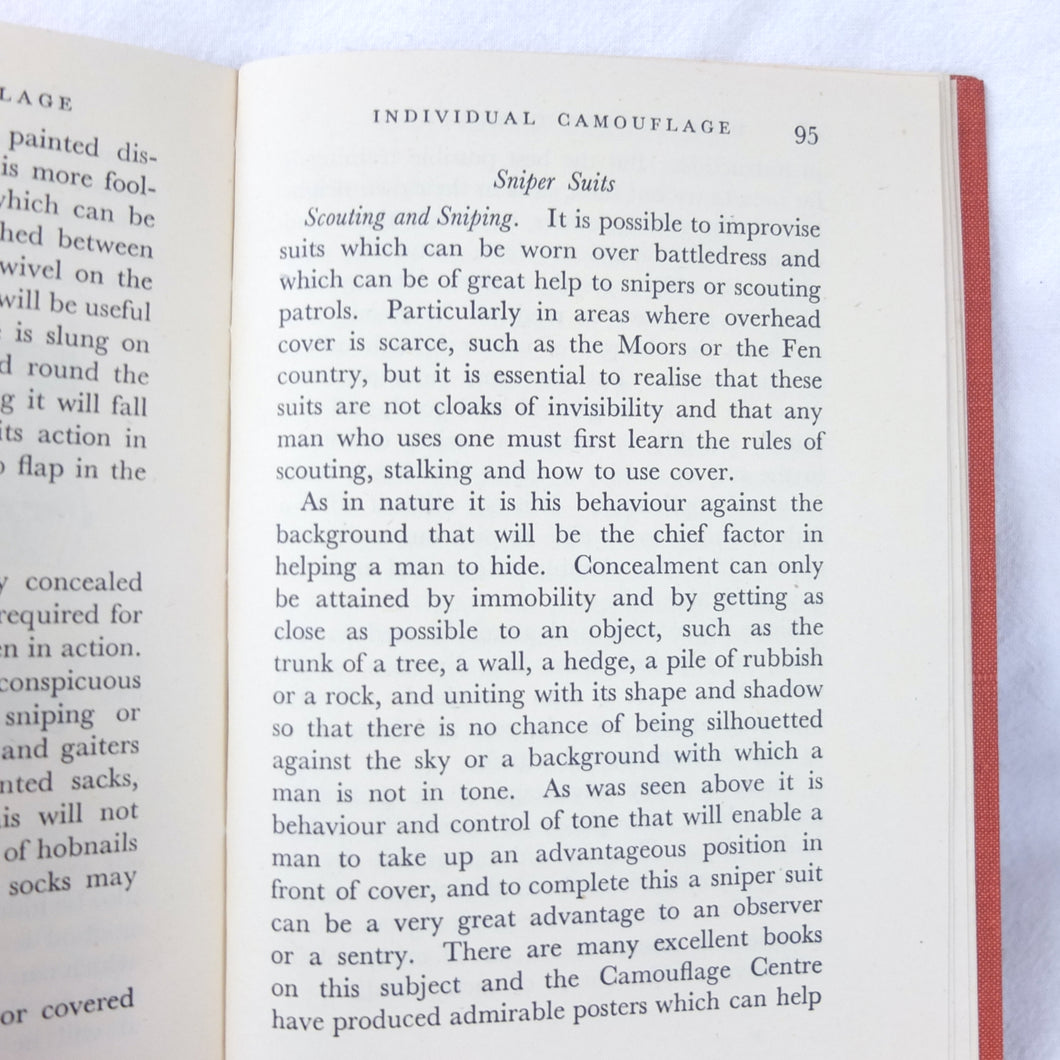 LAGE
painted dis-
is more fool-
which can be
hed between
wivel on the
will be useful
is slung on
d round the
g it will fall
its action in
o flap in the
y concealed
required for
en in action.
conspicuous
sniping or
and gaiters
nted sacks,
is will not
of hobnails
socks may
or covered
INDIVIDUAL CAMOUFLAGE 95
Sniper Suits
Scouting and Sniping. It is possible to improvise
suits which can be worn over battledress and
which can be of great help to snipers or scouting
patrols. Particularly in areas where overhead
cover is scarce, such as the Moors or the Fen
country, but it is essential to realise that these
suits are not cloaks of invisibility and that any
man who uses one must first learn the rules of
scouting, stalking and how to use cover.
As in nature it is his behaviour against the
background that will be the chief factor in
helping a man to hide. Concealment can only
be attained by immobility and by getting as
close as possible to an object, such as the
trunk of a tree, a wall, a hedge, a pile of rubbish
or a rock, and uniting with its shape and shadow
so that there is no chance of being silhouetted
against the sky or a background with which a
man is not in tone. As was seen above it is
behaviour and control of tone that will enable a
man to take up an advantageous position in
front of cover, and to complete this a sniper suit
can be a very great advantage to an observer
or a sentry. There are many excellent books
on this subject and the Camouflage Centre
have produced admirable posters which can help